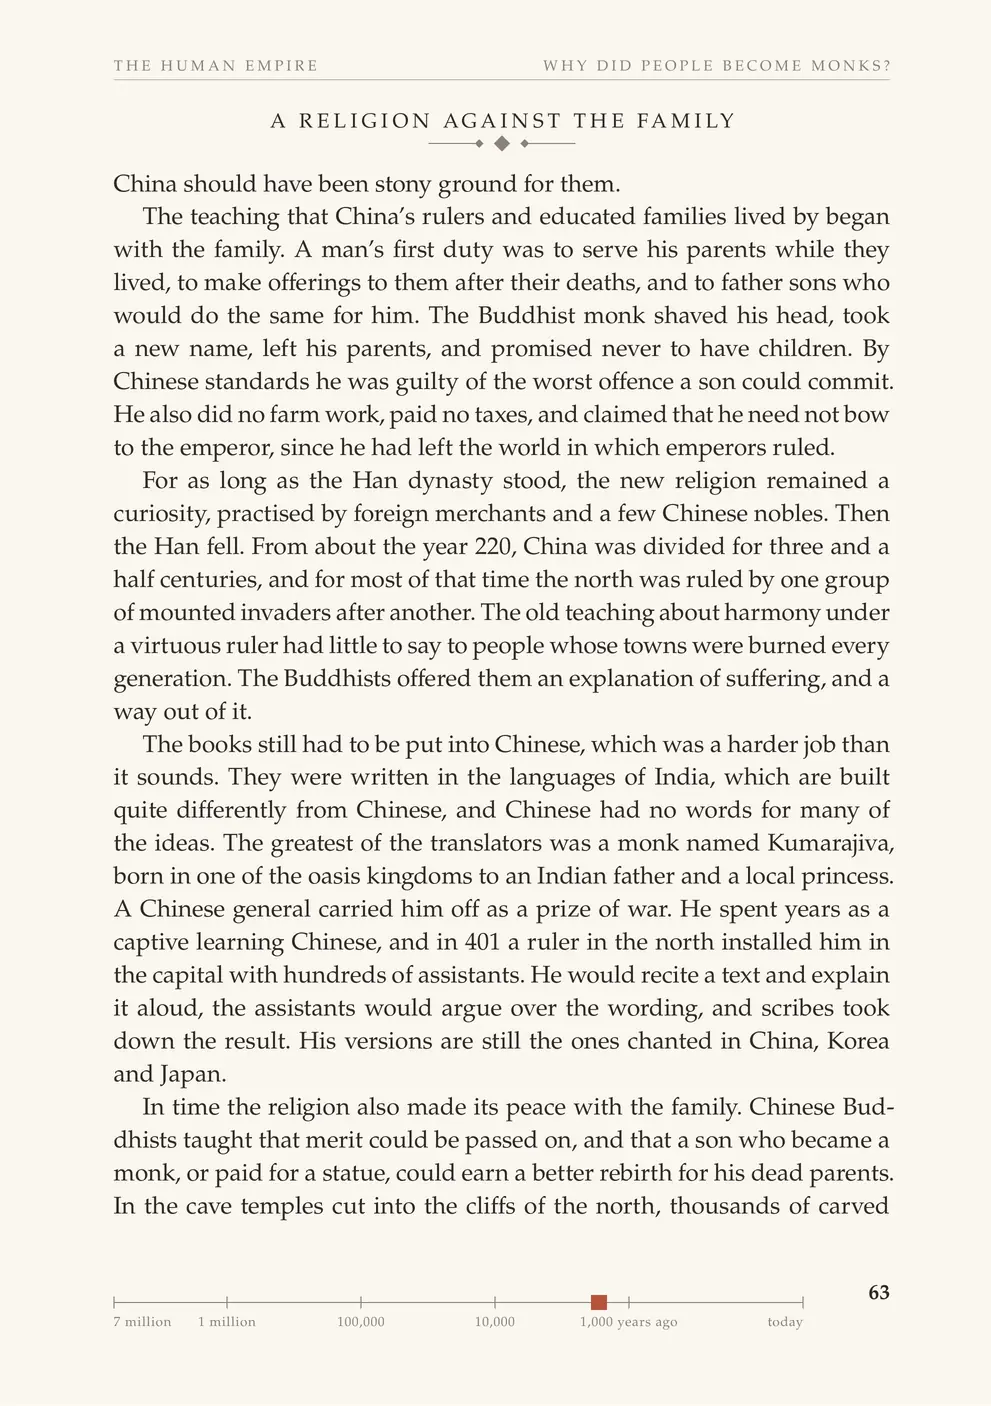 THE HUMAN EMPIRE
WHY DID PEOPLE BECOME MONKS?
A RELIGION AGAINST THE FAMILY
China should have been stony ground for them.
The teaching that China’s rulers and educated families lived by began
with the family. A man’s first duty was to serve his parents while they
lived, to make offerings to them after their deaths, and to father sons who
would do the same for him. The Buddhist monk shaved his head, took
a new name, left his parents, and promised never to have children. By
Chinese standards he was guilty of the worst offence a son could commit.
He also did no farm work, paid no taxes, and claimed that he need not bow
to the emperor, since he had left the world in which emperors ruled.
For as long as the Han dynasty stood, the new religion remained a
curiosity, practised by foreign merchants and a few Chinese nobles. Then
the Han fell. From about the year 220, China was divided for three and a
half centuries, and for most of that time the north was ruled by one group
of mounted invaders after another. The old teaching about harmony under
a virtuous ruler had little to say to people whose towns were burned every
generation. The Buddhists offered them an explanation of suffering, and a
way out of it.
The books still had to be put into Chinese, which was a harder job than
it sounds. They were written in the languages of India, which are built
quite differently from Chinese, and Chinese had no words for many of
the ideas. The greatest of the translators was a monk named Kumarajiva,
born in one of the oasis kingdoms to an Indian father and a local princess.
A Chinese general carried him off as a prize of war. He spent years as a
captive learning Chinese, and in 401 a ruler in the north installed him in
the capital with hundreds of assistants. He would recite a text and explain
it aloud, the assistants would argue over the wording, and scribes took
down the result. His versions are still the ones chanted in China, Korea
and Japan.
In time the religion also made its peace with the family. Chinese Bud-
dhists taught that merit could be passed on, and that a son who became a
monk, or paid for a statue, could earn a better rebirth for his dead parents.
In the cave temples cut into the cliffs of the north, thousands of carved
63
7 million 1 million 100,000 10,000 1,000 years ago today